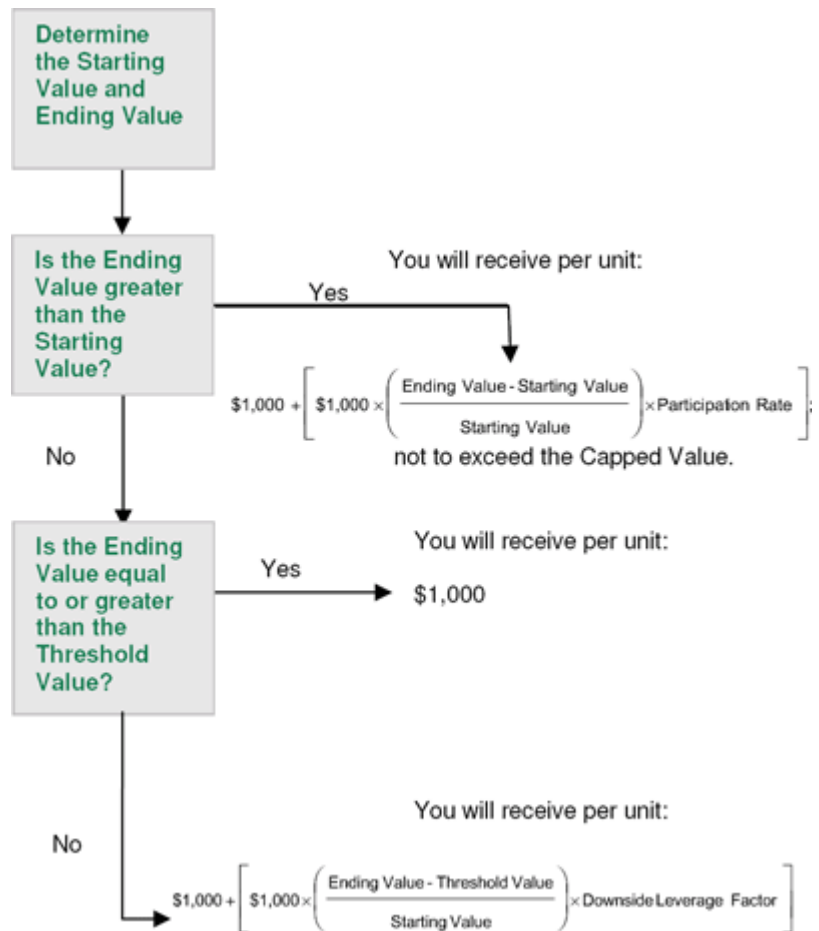 Determine
the Starting
Value and
Ending Value
Is the Ending
Value greater
than the
Starting
Value?
Yes
You will receive per unit:
$1,000 + [ $1,000 × ( Ending Value - Starting Value
Starting Value
) × Participation Rate ] ;
not to exceed the Capped Value.
No
Is the Ending
Value equal
to or greater
than the
Threshold
Value?
Yes
You will receive per unit:
$1,000
No
You will receive per unit:
$1,000 + [ $1,000 × ( Ending Value - Threshold Value
Starting Value
) × Downside Leverage Factor ]